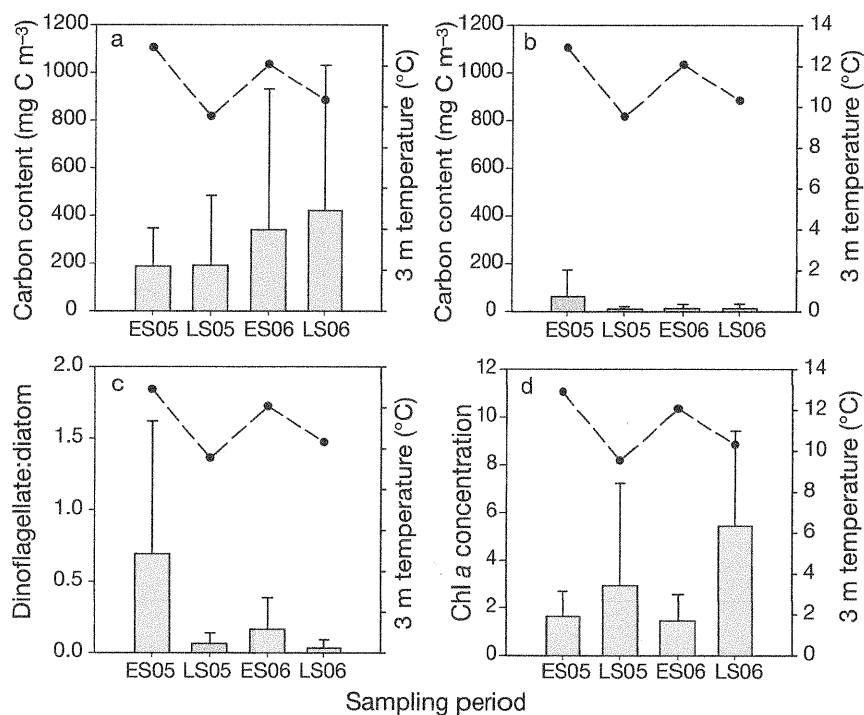 a
Carbon content (mg C m–3)
1200
1000
800
600
400
200
0
ES05 LS05 ES06 LS06
3 m temperature (°C)
b
Carbon content (mg C m–3)
1200
1000
800
600
400
200
0
ES05 LS05 ES06 LS06
14
12
10
8
6
4
2
0
3 m temperature (°C)
c
Dinoflagellate:diatom
2.0
1.5
1.0
0.5
0.0
ES05 LS05 ES06 LS06
3 m temperature (°C)
d
Chl a concentration
12
10
8
6
4
2
0
ES05 LS05 ES06 LS06
14
12
10
8
6
4
2
0
3 m temperature (°C)
Sampling period